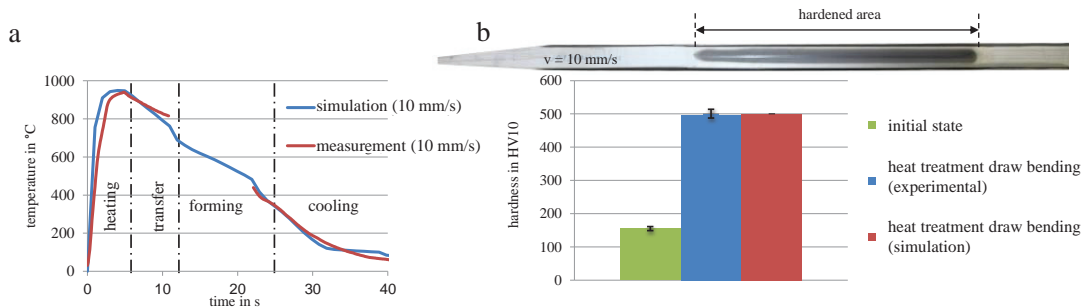 a
temperature in °C
1000
800
600
400
200
0
0
10
20
30
40
time in s
heating
transfer
forming
cooling
simulation (10 mm/s)
measurement (10 mm/s)
b
hardened area
v = 10 mm/s
hardness in HV10
600
500
400
300
200
100
0
initial state
heat treatment draw bending
(experimental)
heat treatment draw bending
(simulation)